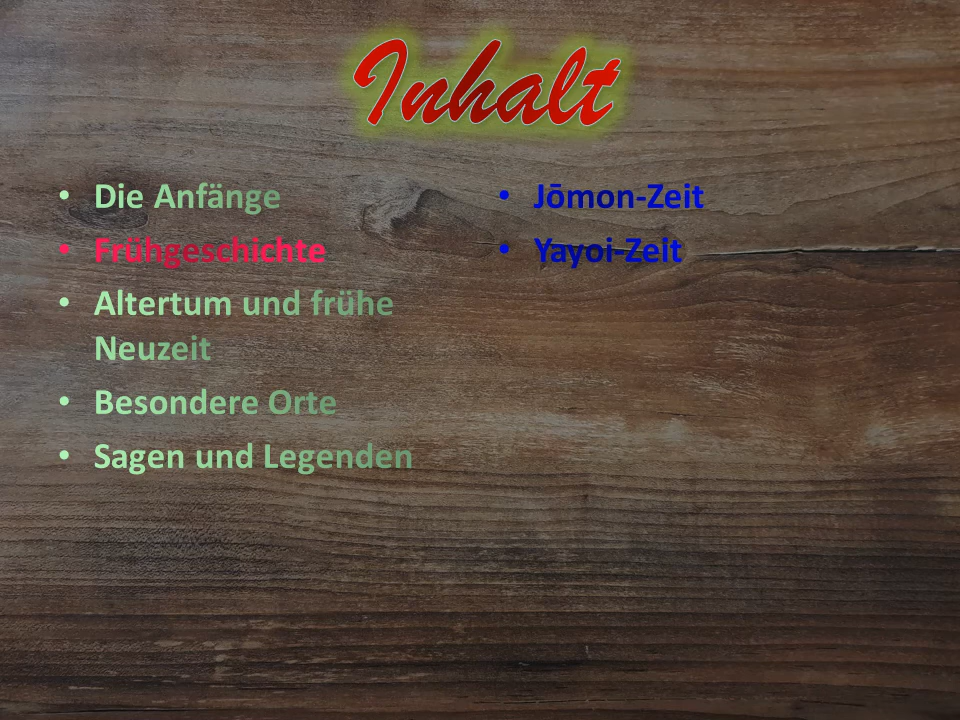 Inhalt
• Die Anfänge
• Frühgeschichte
• Altertum und frühe
Neuzeit
• Besondere Orte
• Sagen und Legenden
• Jōmon-Zeit
• Yayoi-Zeit